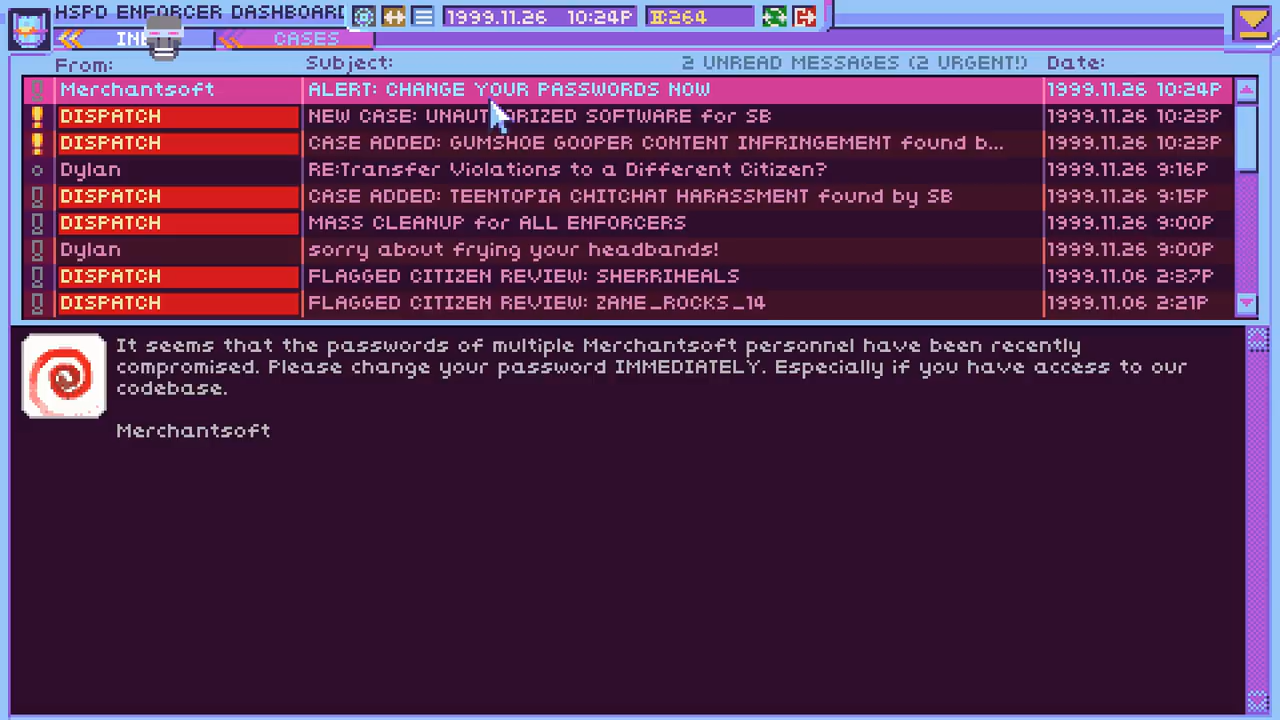 HSPD ENFORCER DASHBOARD
1999.11.26 10:24P
264
CASES
From: Subject: 2 UNREAD MESSAGES (2 URGENT!) Date:
Merchantsoft ALERT: CHANGE YOUR PASSWORDS NOW 1999.11.26 10:24P
DISPATCH NEW CASE: UNAUTHORIZED SOFTWARE for SB 1999.11.26 10:23P
DISPATCH CASE ADDED: GUMSHOE GOOPER CONTENT INFRINGEMENT found b... 1999.11.26 10:23P
Dylan RE:Transfer Violations to a Different Citizen? 1999.11.26 9:16P
DISPATCH CASE ADDED: TEENTOPIA CHITCHAT HARASSMENT found by SB 1999.11.26 9:15P
DISPATCH MASS CLEANUP for ALL ENFORCERS 1999.11.26 9:00P
Dylan sorry about frying your headbands! 1999.11.26 9:00P
DISPATCH FLAGGED CITIZEN REVIEW: SHERRIHEALS 1999.11.06 2:37P
DISPATCH FLAGGED CITIZEN REVIEW: ZANE_ROCKS_14 1999.11.06 2:21P
It seems that the passwords of multiple Merchantsoft personnel have been recently
compromised. Please change your password IMMEDIATELY. Especially if you have access to our
codebase.
Merchantsoft